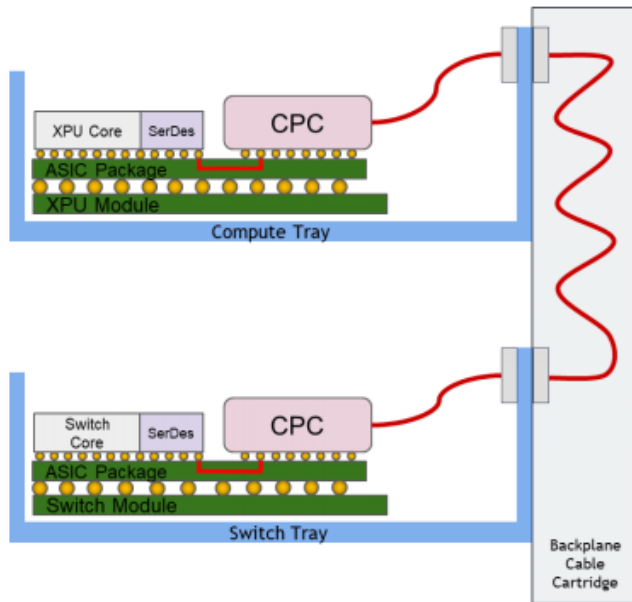 XPU Core
SerDes
CPC
ASIC Package
XPU Module
Compute Tray
Switch
Core
SerDes
CPC
ASIC Package
Switch Module
Switch Tray
Backplane
Cable
Cartridge